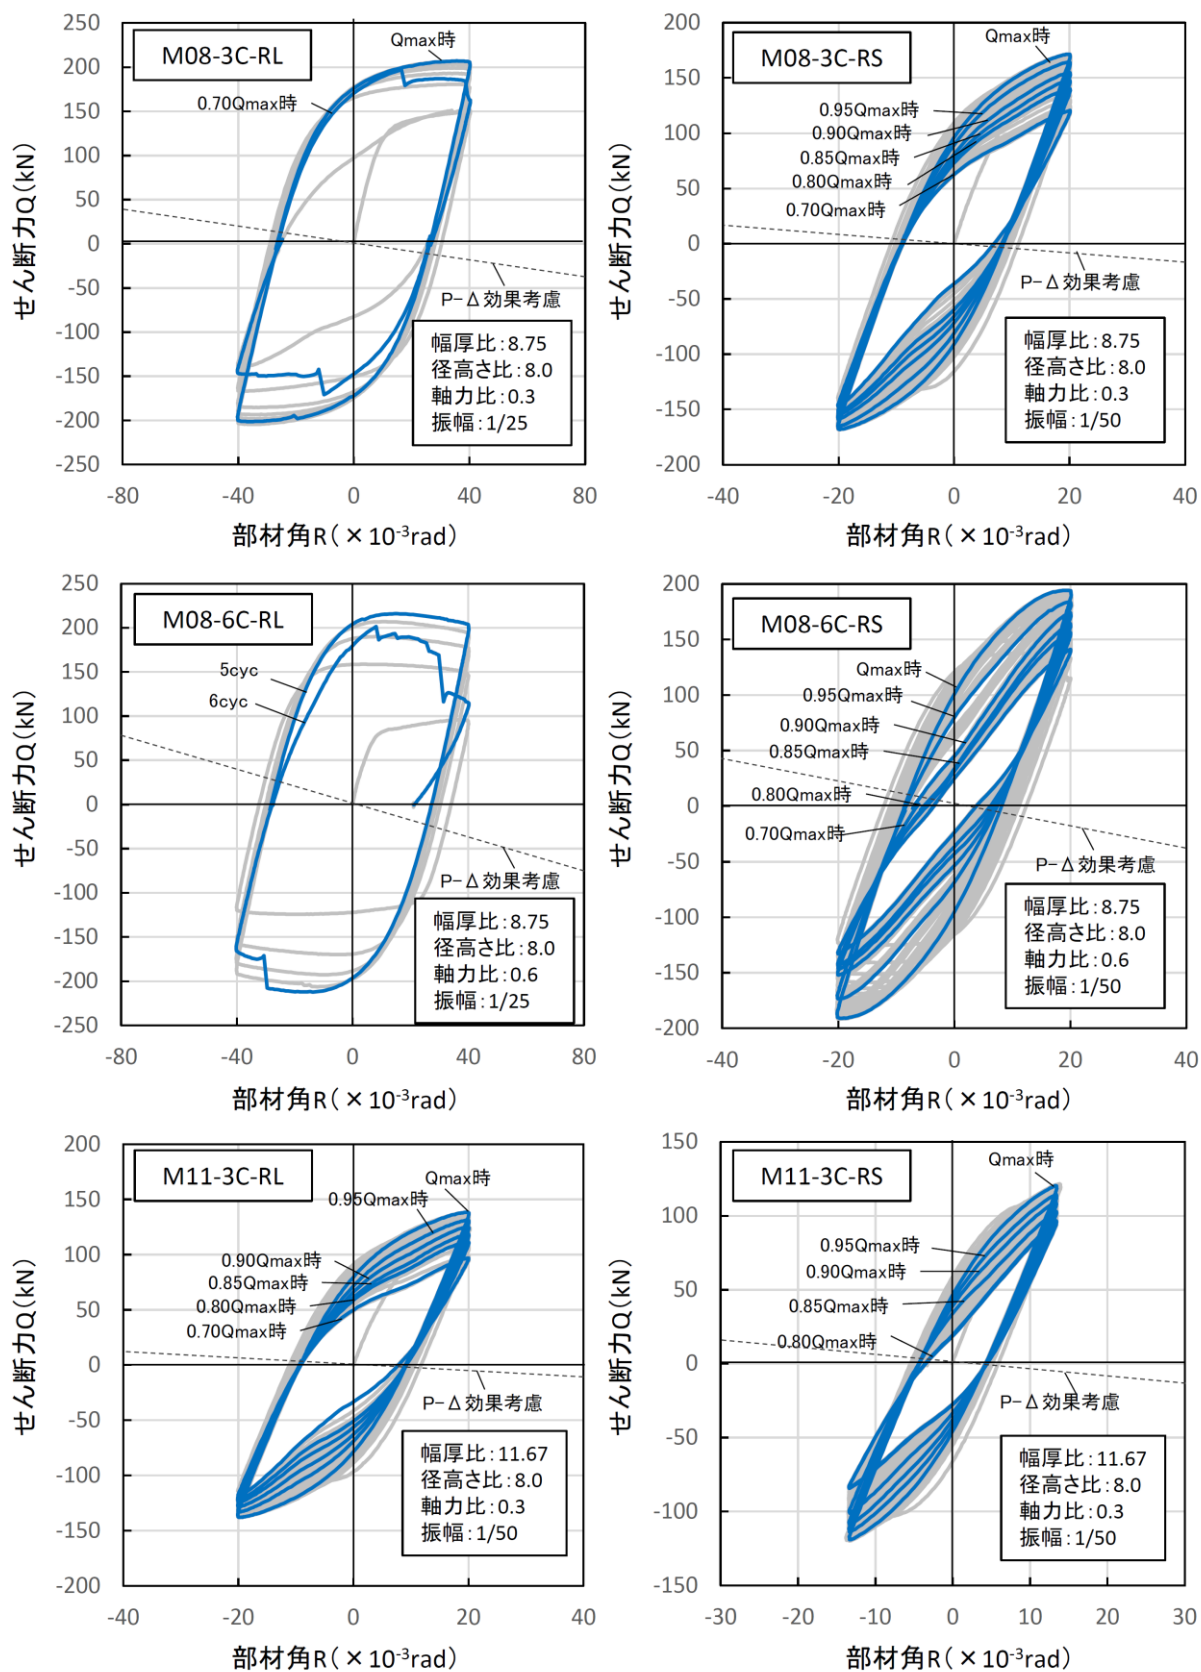 M08-3C-RL
Qmax時
0.70Qmax時
P-Δ効果考慮
幅厚比:8.75
径高さ比:8.0
軸力比:0.3
振幅:1/25
せん断力Q(kN)
250
200
150
100
50
0
-50
-100
-150
-200
-250
-80 -40 0 40 80
部材角R(×10⁻³rad)
M08-3C-RS
Qmax時
0.95Qmax時
0.90Qmax時
0.85Qmax時
0.80Qmax時
0.70Qmax時
P-Δ効果考慮
幅厚比:8.75
径高さ比:8.0
軸力比:0.3
振幅:1/50
せん断力Q(kN)
200
150
100
50
0
-50
-100
-150
-200
-40 -20 0 20 40
部材角R(×10⁻³rad)
M08-6C-RL
5cyc
6cyc
P-Δ効果考慮
幅厚比:8.75
径高さ比:8.0
軸力比:0.6
振幅:1/25
せん断力Q(kN)
250
200
150
100
50
0
-50
-100
-150
-200
-250
-80 -40 0 40 80
部材角R(×10⁻³rad)
M08-6C-RS
Qmax時
0.95Qmax時
0.90Qmax時
0.85Qmax時
0.80Qmax時
0.70Qmax時
P-Δ効果考慮
幅厚比:8.75
径高さ比:8.0
軸力比:0.6
振幅:1/50
せん断力Q(kN)
200
150
100
50
0
-50
-100
-150
-200
-40 -20 0 20 40
部材角R(×10⁻³rad)
M11-3C-RL
Qmax時
0.95Qmax時
0.90Qmax時
0.85Qmax時
0.80Qmax時
0.70Qmax時
P-Δ効果考慮
幅厚比:11.67
径高さ比:8.0
軸力比:0.3
振幅:1/50
せん断力Q(kN)
200
150
100
50
0
-50
-100
-150
-200
-40 -20 0 20 40
部材角R(×10⁻³rad)
M11-3C-RS
Qmax時
0.95Qmax時
0.90Qmax時
0.85Qmax時
0.80Qmax時
P-Δ効果考慮
幅厚比:11.67
径高さ比:8.0
軸力比:0.3
振幅:1/50
せん断力Q(kN)
150
100
50
0
-50
-100
-150
-30 -20 -10 0 10 20 30
部材角R(×10⁻³rad)